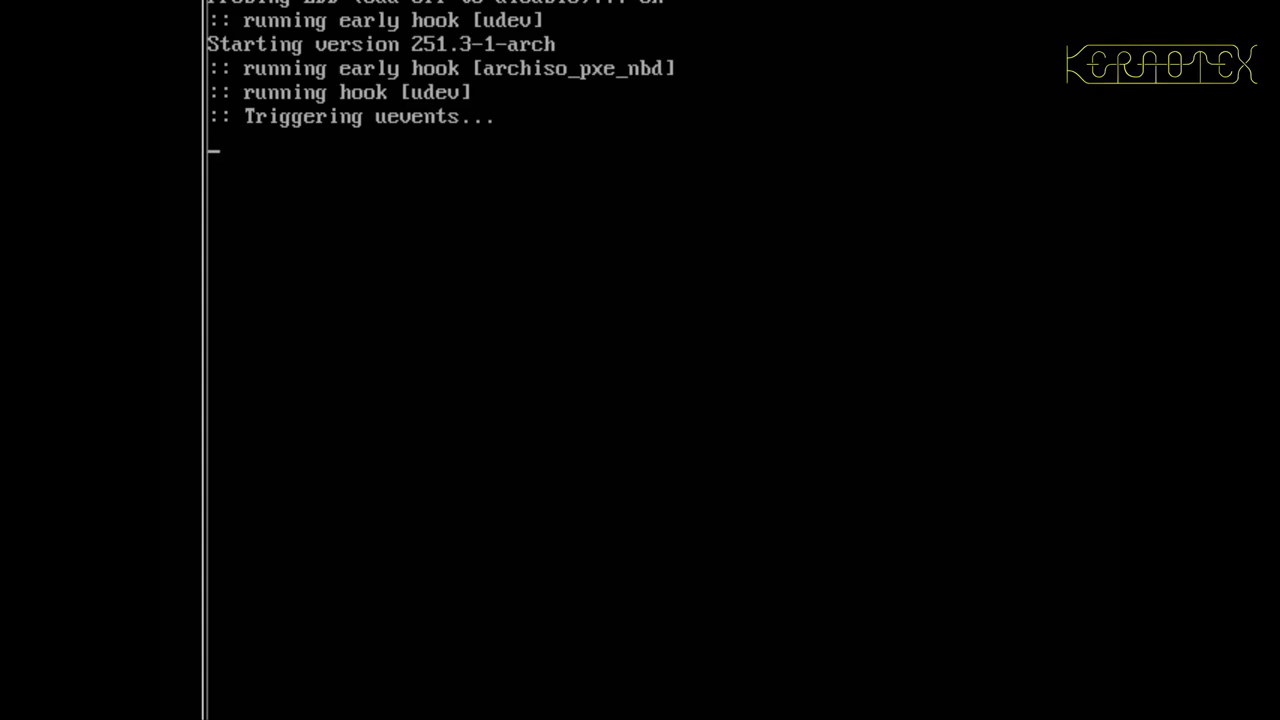 :: running early hook [udev]
Starting version 251.3-1-arch
:: running early hook [archiso_pxe_nbd]
:: running hook [udev]
:: Triggering uevents...
KERNOTEX